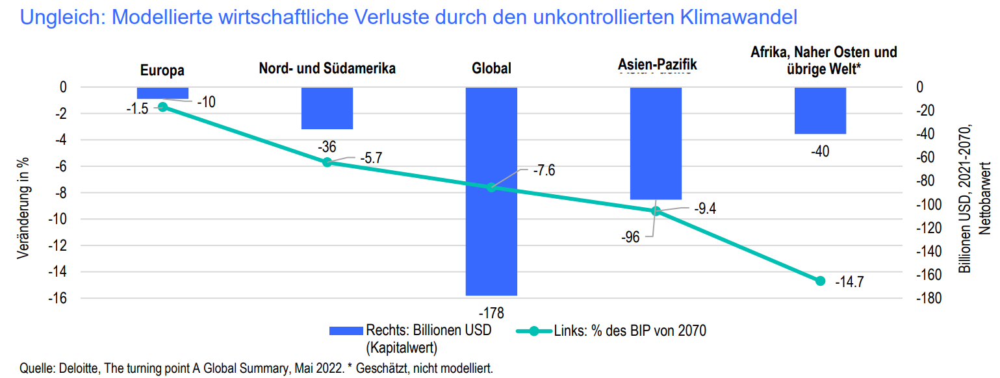 Ungleich: Modellierte wirtschaftliche Verluste durch den unkontrollierten Klimawandel
Europa
Nord- und Südamerika
Global
Asien-Pazifik
Afrika, Naher Osten und
übrige Welt*
Veränderung in %
0
-2
-4
-6
-8
-10
-12
-14
-16
-1.5
-10
-36
-5.7
-7.6
-178
-9.4
-96
-40
-14.7
0
-20
-40
-60
-80
-100
-120
-140
-160
-180
Billionen USD, 2021-2070,
Nettobarwert
Rechts: Billionen USD
(Kapitalwert)
Links: % des BIP von 2070
Quelle: Deloitte, The turning point A Global Summary, Mai 2022. * Geschätzt, nicht modelliert.